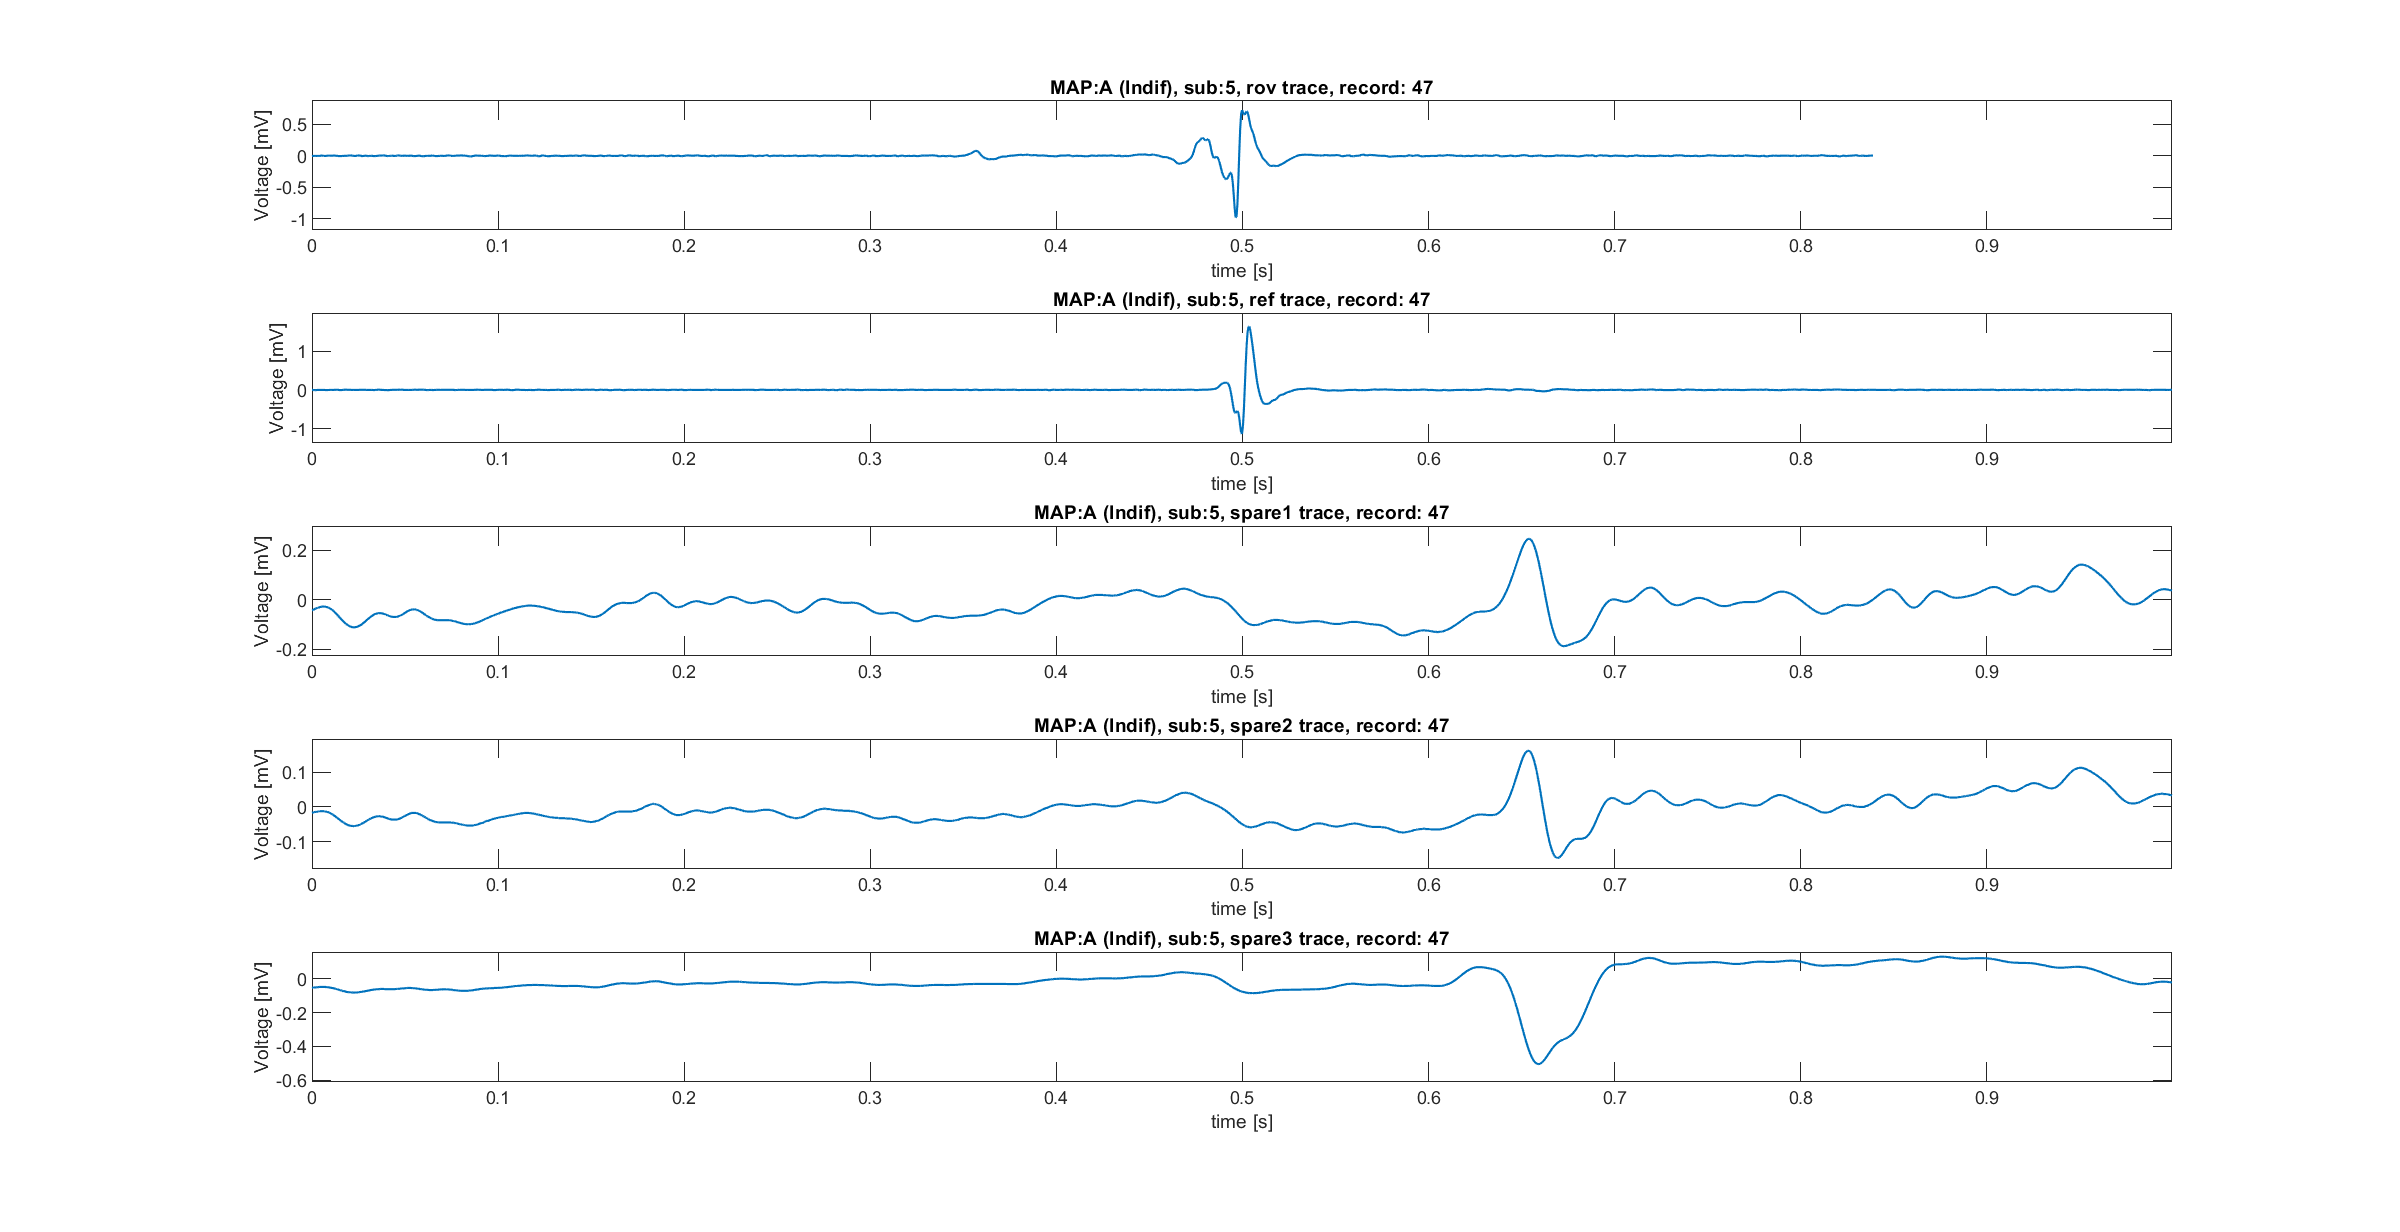 MAP:A (Indif), sub:5, rov trace, record: 47
Voltage [mV]
0.5
0
-0.5
-1
0 0.1 0.2 0.3 0.4 0.5 0.6 0.7 0.8 0.9
time [s]
MAP:A (Indif), sub:5, ref trace, record: 47
Voltage [mV]
1
0
-1
0 0.1 0.2 0.3 0.4 0.5 0.6 0.7 0.8 0.9
time [s]
MAP:A (Indif), sub:5, spare1 trace, record: 47
Voltage [mV]
0.2
0
-0.2
0 0.1 0.2 0.3 0.4 0.5 0.6 0.7 0.8 0.9
time [s]
MAP:A (Indif), sub:5, spare2 trace, record: 47
Voltage [mV]
0.1
0
-0.1
0 0.1 0.2 0.3 0.4 0.5 0.6 0.7 0.8 0.9
time [s]
MAP:A (Indif), sub:5, spare3 trace, record: 47
Voltage [mV]
0
-0.2
-0.4
-0.6
0 0.1 0.2 0.3 0.4 0.5 0.6 0.7 0.8 0.9
time [s]